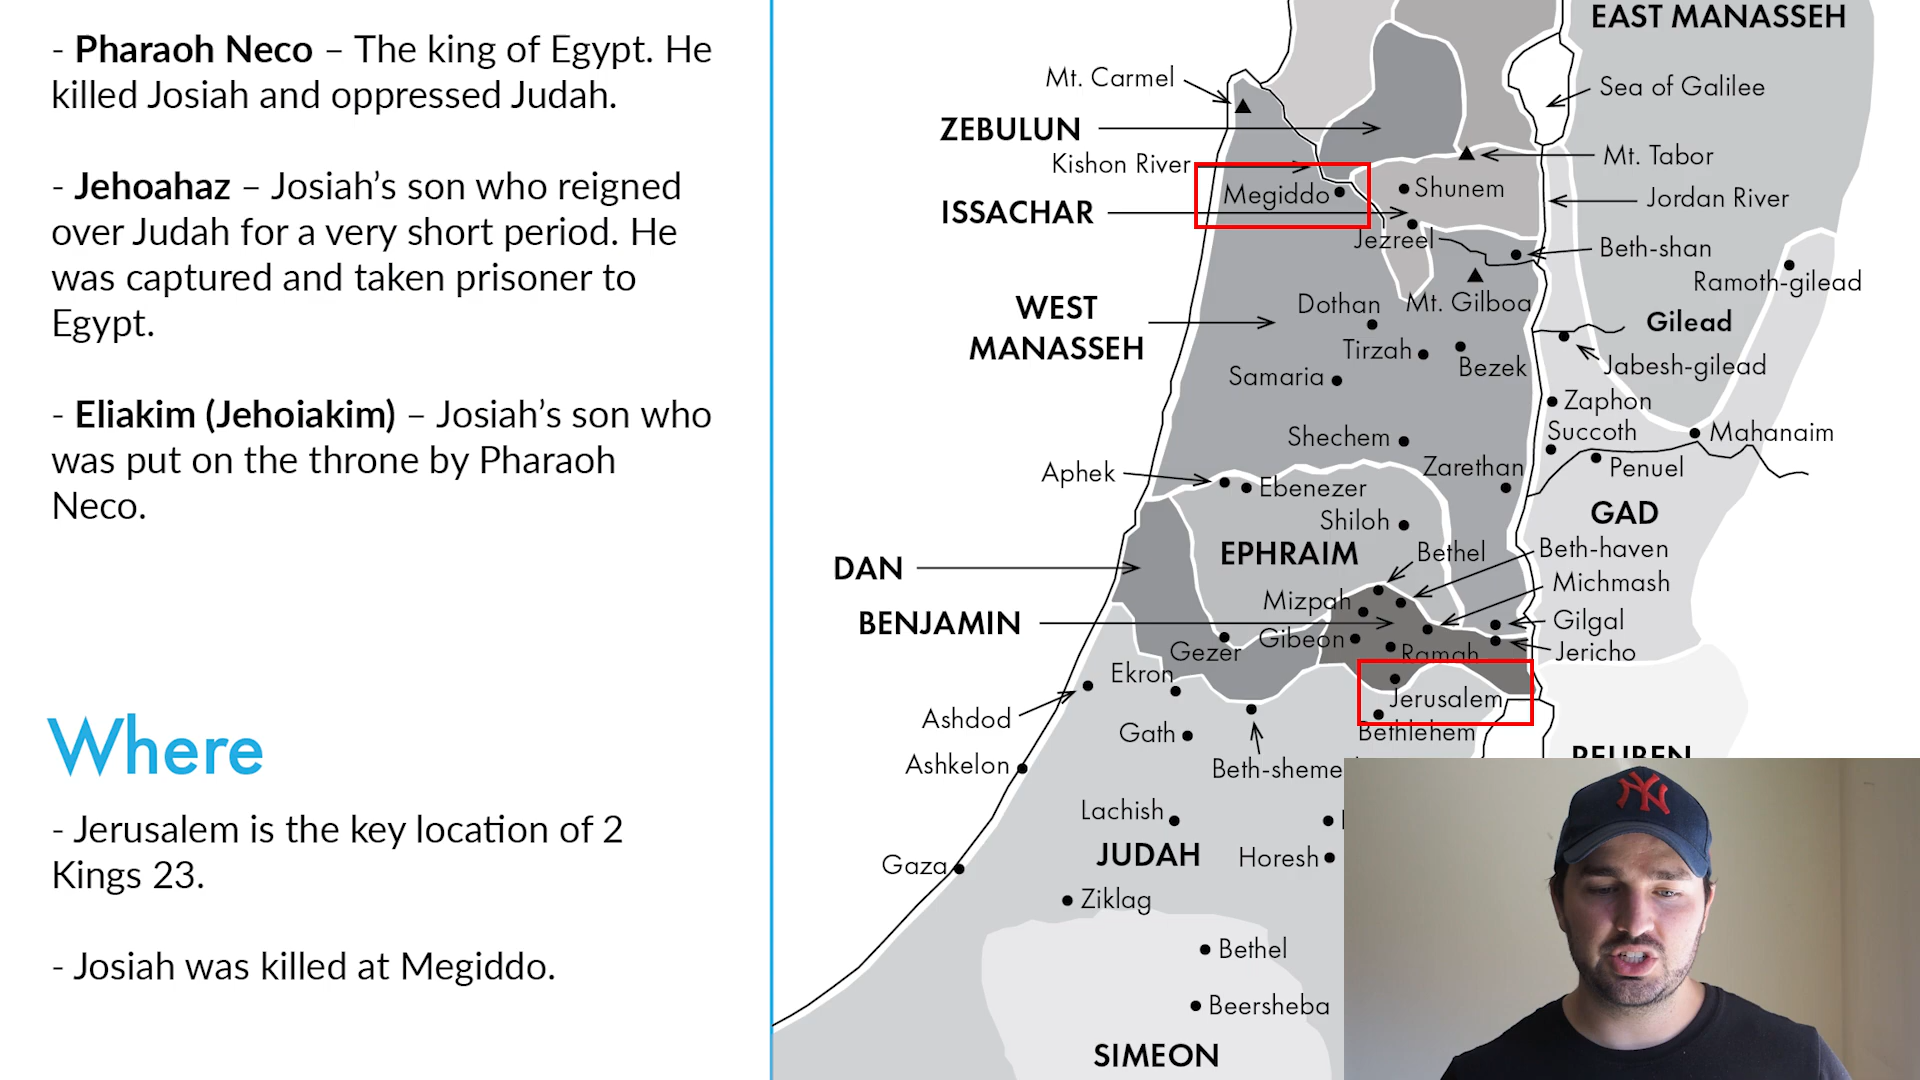 - Pharaoh Neco – The king of Egypt. He
killed Josiah and oppressed Judah.
- Jehoahaz – Josiah’s son who reigned
over Judah for a very short period. He
was captured and taken prisoner to
Egypt.
- Eliakim (Jehoiakim) – Josiah’s son who
was put on the throne by Pharaoh
Neco.
Where
- Jerusalem is the key location of 2
Kings 23.
- Josiah was killed at Megiddo.
EAST MANASSEH
Mt. Carmel
Sea of Galilee
ZEBULUN
Kishon River
Mt. Tabor
Megiddo
Shunem
Jordan River
ISSACHAR
Jezreel
Beth-shan
Ramoth-gilead
WEST
MANASSEH
Dothan
Mt. Gilboa
Gilead
Tirzah
Bezek
Jabesh-gilead
Samaria
Zaphon
Succoth
Mahanaim
Shechem
Penuel
Aphek
Zarethan
Ebenezer
Shiloh
GAD
EPHRAIM
Bethel
Beth-haven
DAN
Michmash
Mizpah
BENJAMIN
Gilgal
Gibeon
Gezer
Ramah
Jericho
Ekron
Jerusalem
Ashdod
Gath
Bethlehem
Ashkelon
Beth-sheme
REUBEN
Lachish
JUDAH
Horesh
Gaza
Ziklag
Bethel
Beersheba
SIMEON
NY